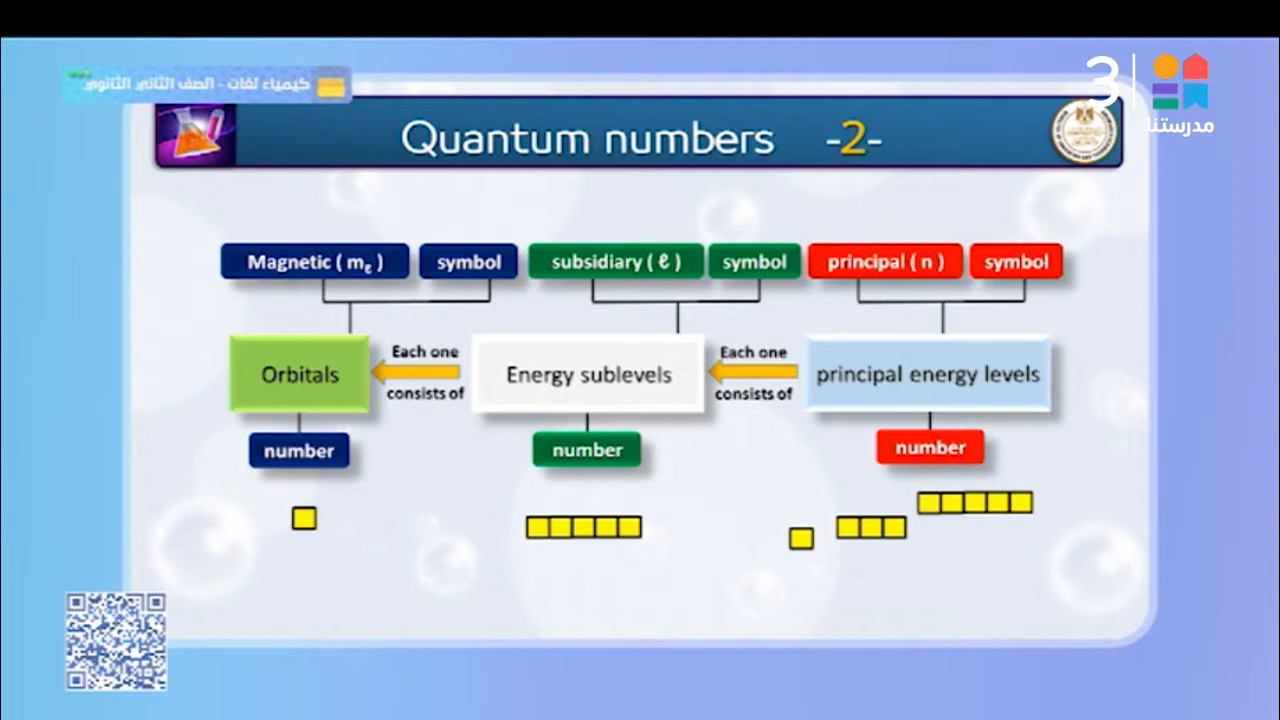 3
مدرستنا
كيمياء لغات - الصف الثاني الثانوي
Quantum numbers -2-
Magnetic ( mℓ ) symbol subsidiary ( ℓ ) symbol principal ( n ) symbol
Orbitals
Each one
consists of
Energy sublevels
Each one
consists of
principal energy levels
number number number